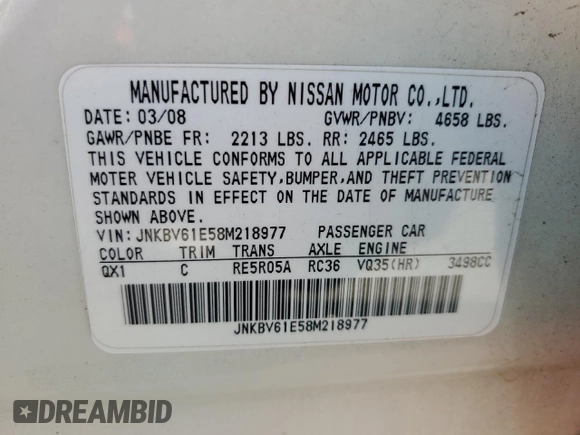 MANUFACTURED BY NISSAN MOTOR CO.,LTD.
DATE: 03/08 GVWR/PNBV: 4658 LBS.
GAWR/PNBE FR: 2213 LBS. RR: 2465 LBS.
THIS VEHICLE CONFORMS TO ALL APPLICABLE FEDERAL
MOTOR VEHICLE SAFETY,BUMPER,AND THEFT PREVENTION
STANDARDS IN EFFECT ON THE DATE OF MANUFACTURE
SHOWN ABOVE.
VIN:JNKBV61E58M218977 PASSENGER CAR
COLOR TRIM TRANS AXLE ENGINE
QX1 C RE5R05A RC36 VQ35(HR) 3498CC
JNKBV61E58M218977
DREAMBID